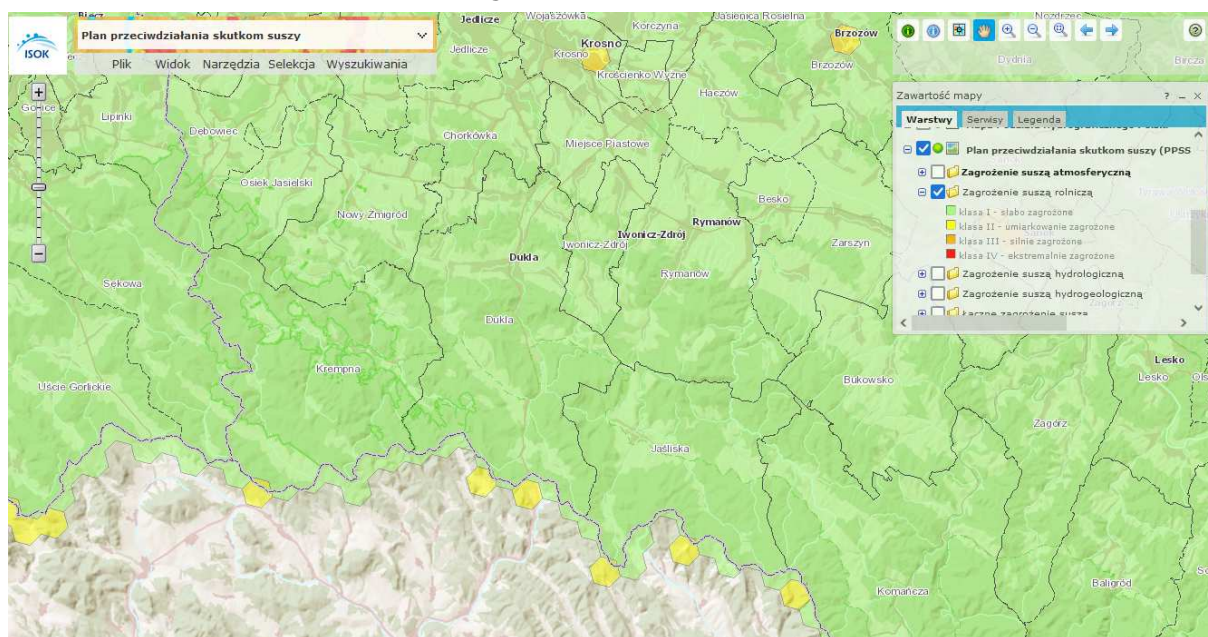 Biecz
Jedlicze
Wojaszówka
Korczyna
Jasienica Rosielna
Nozdrzec
Plan przeciwdziałania skutkom suszy
ISOK
Plik Widok Narzędzia Selekcja Wyszukiwania
Jedlicze
Krosno
Krosno
Brzozów
Brzozów
Dydnia
Bircza
Krościenko Wyżne
Haczów
Gorlice
Lipinki
Dębowiec
Chorkówka
Miejsce Piastowe
Osiek Jasielski
Nowy Żmigród
Besko
Rymanów
Iwonicz-Zdrój
Iwonicz-Zdrój
Dukla
Zarszyn
Rymanów
Sękowa
Dukla
Krempna
Uście Gorlickie
Bukowsko
Lesko
Lesko
Zagórz
Jaśliska
Komańcza
Baligród
Zawartość mapy
Warstwy Serwisy Legenda
Plan przeciwdziałania skutkom suszy (PPSS
Zagrożenie suszą atmosferyczną
Zagrożenie suszą rolniczą
klasa I - słabo zagrożone
klasa II - umiarkowanie zagrożone
klasa III - silnie zagrożone
klasa IV - ekstremalnie zagrożone
Zagrożenie suszą hydrologiczną
Zagrożenie suszą hydrogeologiczną
Łączne zagrożenie suszą